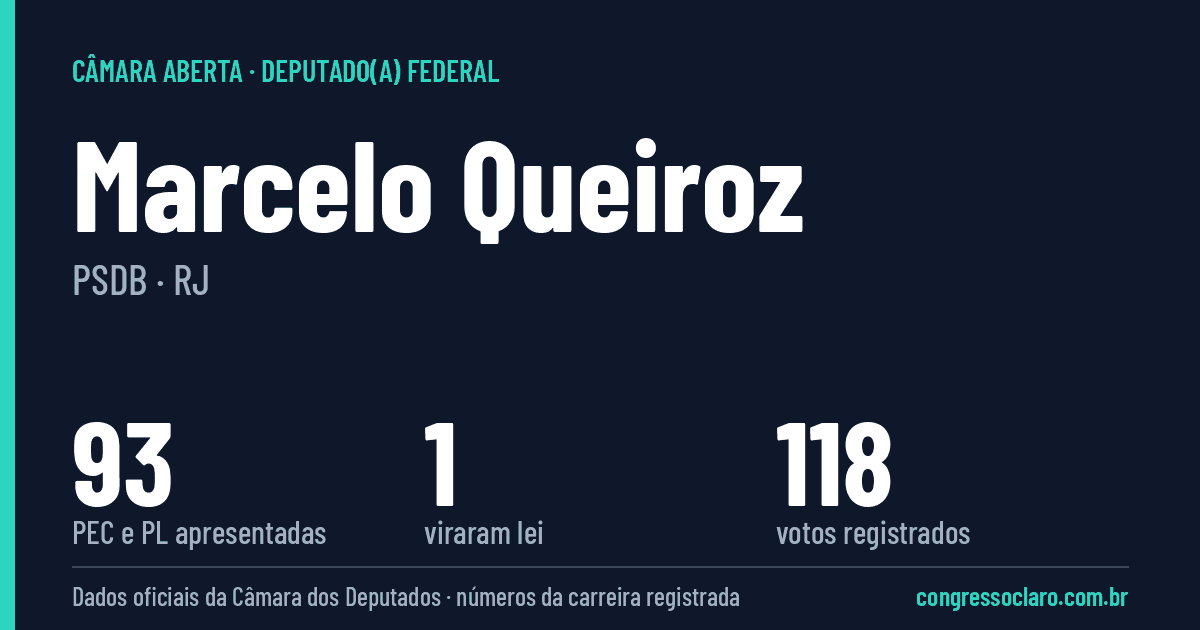 CÂMARA ABERTA · DEPUTADO(A) FEDERAL
Marcelo Queiroz
PSDB · RJ
93 1 118
PEC e PL apresentadas viraram lei votos registrados
Dados oficiais da Câmara dos Deputados · números da carreira registrada congressoclaro.com.br